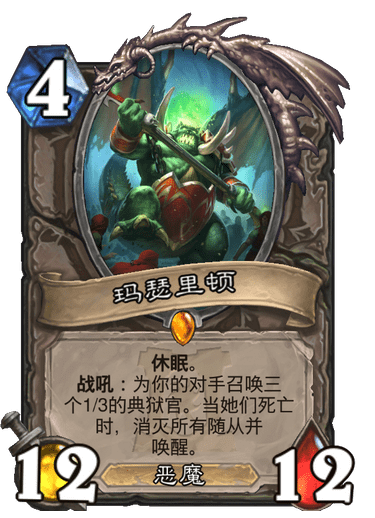 4
玛瑟里顿
休眠。
战吼：为你的对手召唤三
个1/3的典狱官。当她们死亡
时，消灭所有随从并
唤醒。
12
恶魔
12